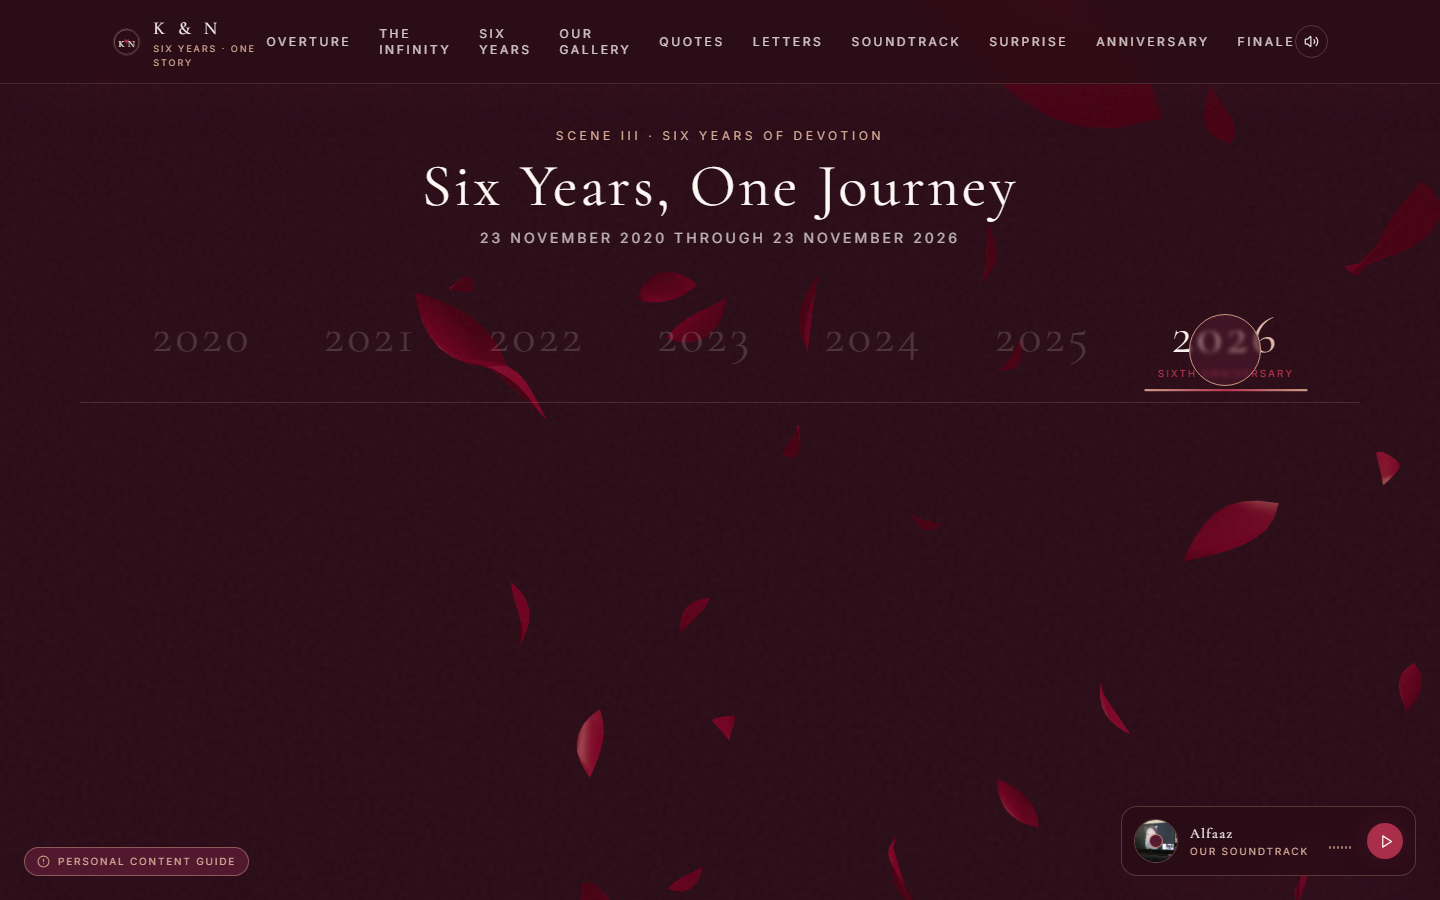 K & N
SIX YEARS · ONE
STORY
OVERTURE
THE
INFINITY
SIX
YEARS
OUR
GALLERY
QUOTES
LETTERS
SOUNDTRACK
SURPRISE
ANNIVERSARY
FINALE
SCENE III · SIX YEARS OF DEVOTION
Six Years, One Journey
23 NOVEMBER 2020 THROUGH 23 NOVEMBER 2026
2020
2021
2022
2023
2024
2025
2026
SIXTH ANNIVERSARY
Alfaaz
OUR SOUNDTRACK
PERSONAL CONTENT GUIDE